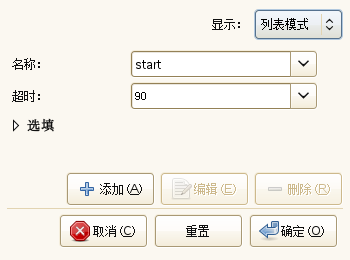 显示: 列表模式
名称: start
超时: 90
选填
添加(A) 编辑(E) 删除(R)
取消(C) 重置 确定(O)